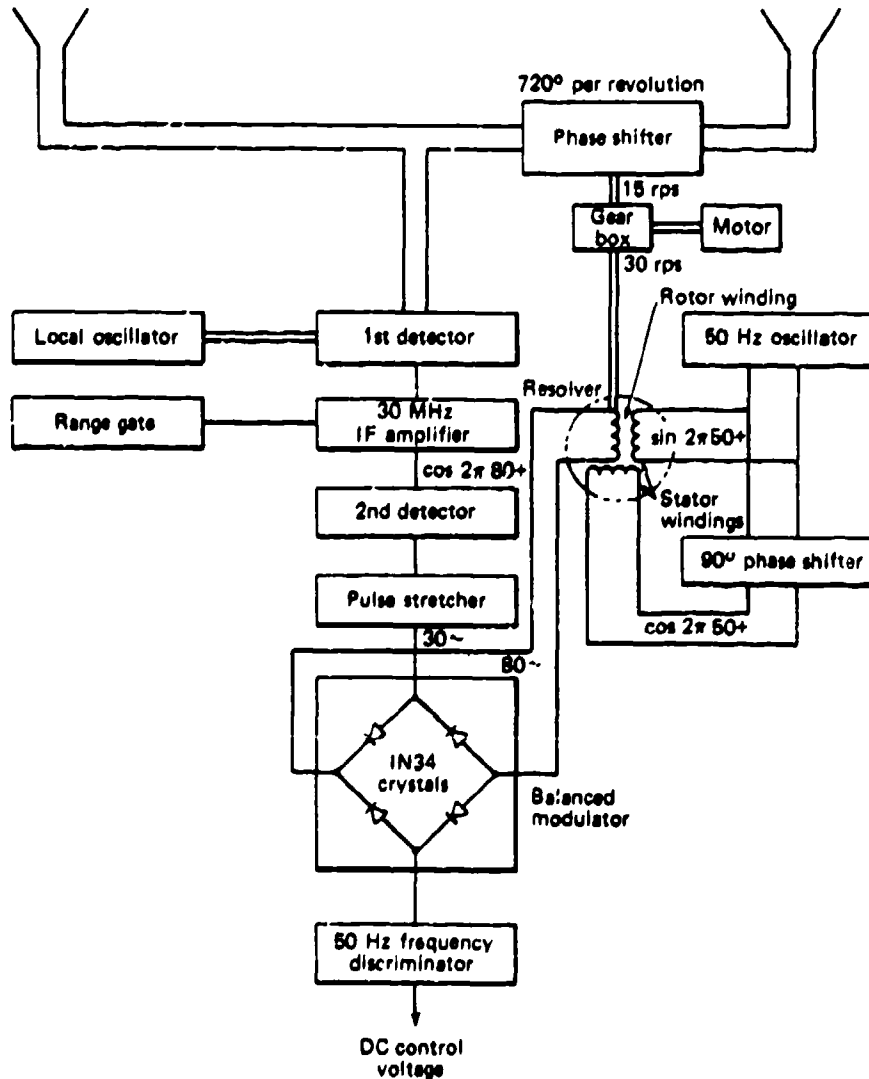 720° per revolution
Phase shifter
15 rps
Gear
box
Motor
30 rps
Rotor winding
Local oscillator
1st detector
50 Hz oscillator
Resolver
Range gate
30 MHz
IF amplifier
sin 2π 50+
cos 2π 80+
2nd detector
Stator
windings
90° phase shifter
Pulse stretcher
cos 2π 50+
30~
80~
IN34
crystals
Balanced
modulator
50 Hz frequency
discriminator
DC control
voltage